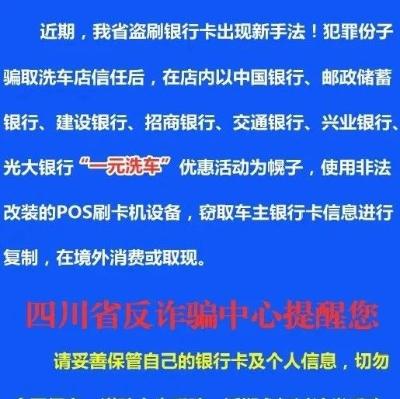 近期，我省盗刷银行卡出现新手法！犯罪份子
骗取洗车店信任后，在店内以中国银行、邮政储蓄
银行、建设银行、招商银行、交通银行、兴业银行、
光大银行“一元洗车”优惠活动为幌子，使用非法
改装的POS刷卡机设备，窃取车主银行卡信息进行
复制，在境外消费或取现。
四川省反诈骗中心提醒您
请妥善保管自己的银行卡及个人信息，切勿